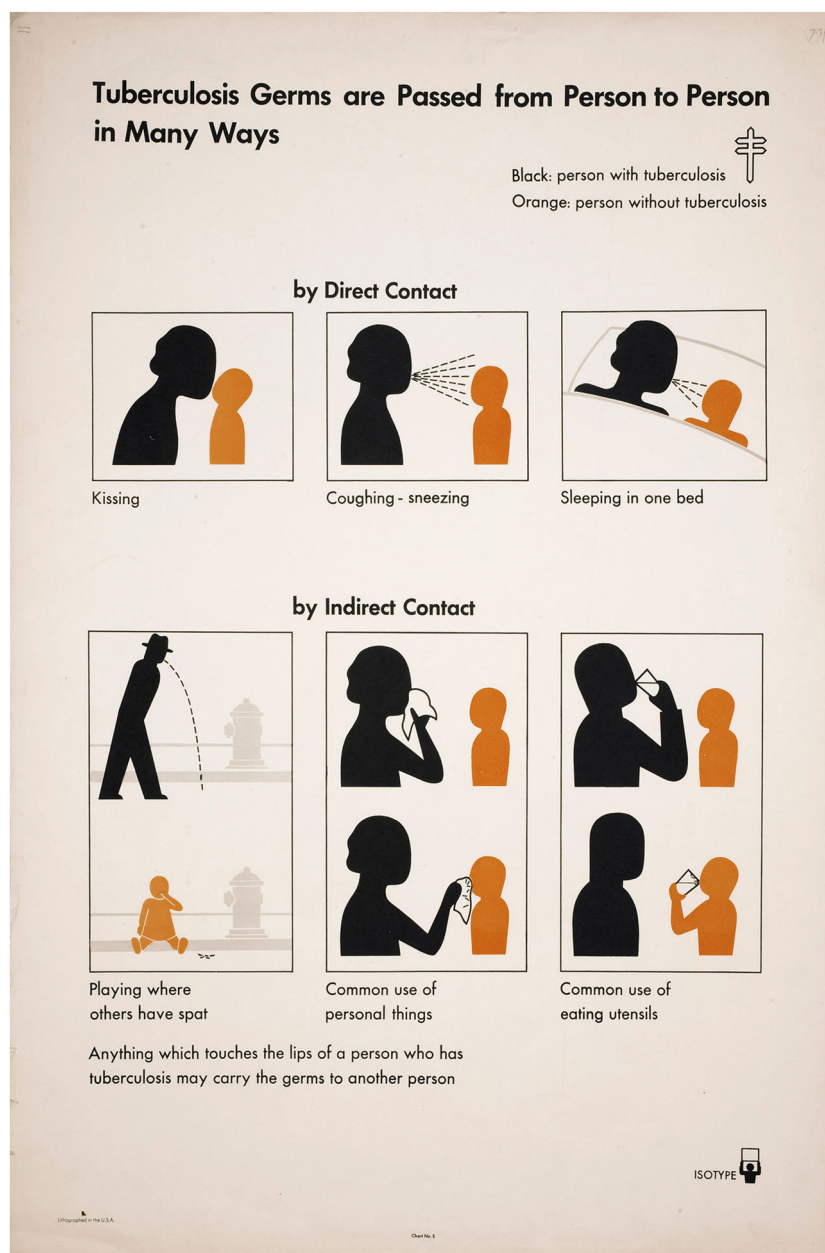 Tuberculosis Germs are Passed from Person to Person
in Many Ways
Black: person with tuberculosis
Orange: person without tuberculosis
by Direct Contact
Kissing
Coughing - sneezing
Sleeping in one bed
by Indirect Contact
Playing where
others have spat
Common use of
personal things
Common use of
eating utensils
Anything which touches the lips of a person who has
tuberculosis may carry the germs to another person
ISOTYPE
Lithographed in the U.S.A.
Chart No. 5